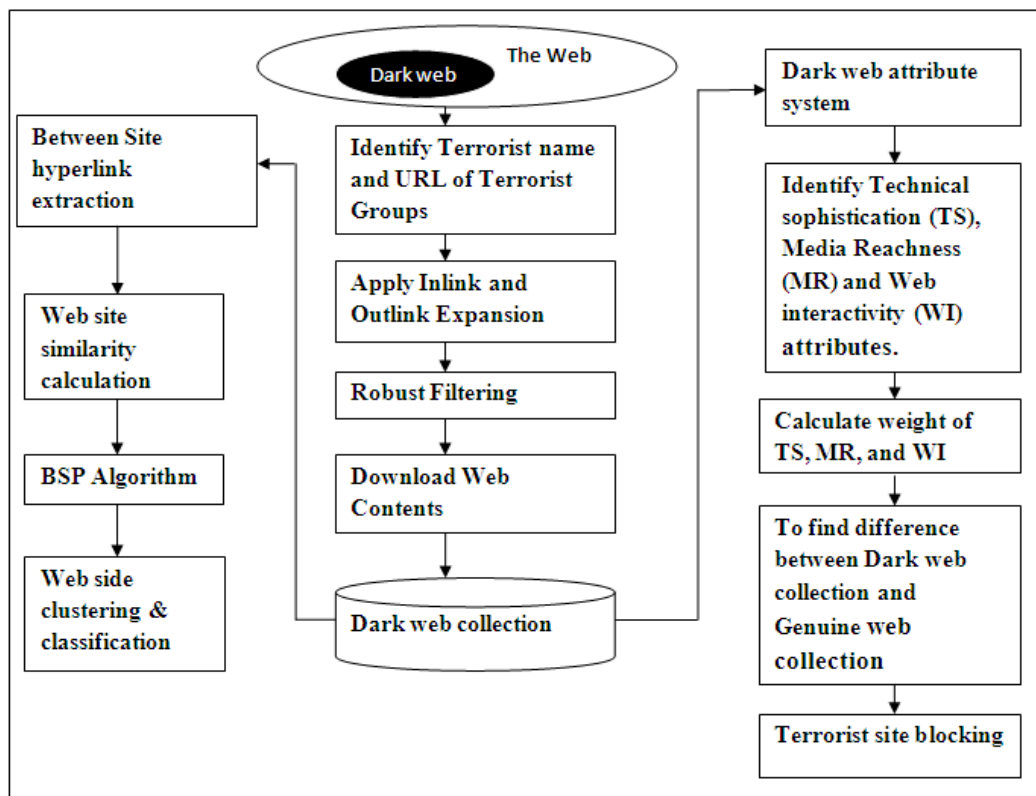 The Web
Dark web
Identify Terrorist name
and URL of Terrorist
Groups
Apply Inlink and
Outlink Expansion
Robust Filtering
Download Web
Contents
Dark web collection
Between Site
hyperlink
extraction
Web site
similarity
calculation
BSP Algorithm
Web side
clustering &
classification
Dark web attribute
system
Identify Technical
sophistication (TS),
Media Reachness
(MR) and Web
interactivity (WI)
attributes.
Calculate weight of
TS, MR, and WI
To find difference
between Dark web
collection and
Genuine web
collection
Terrorist site blocking